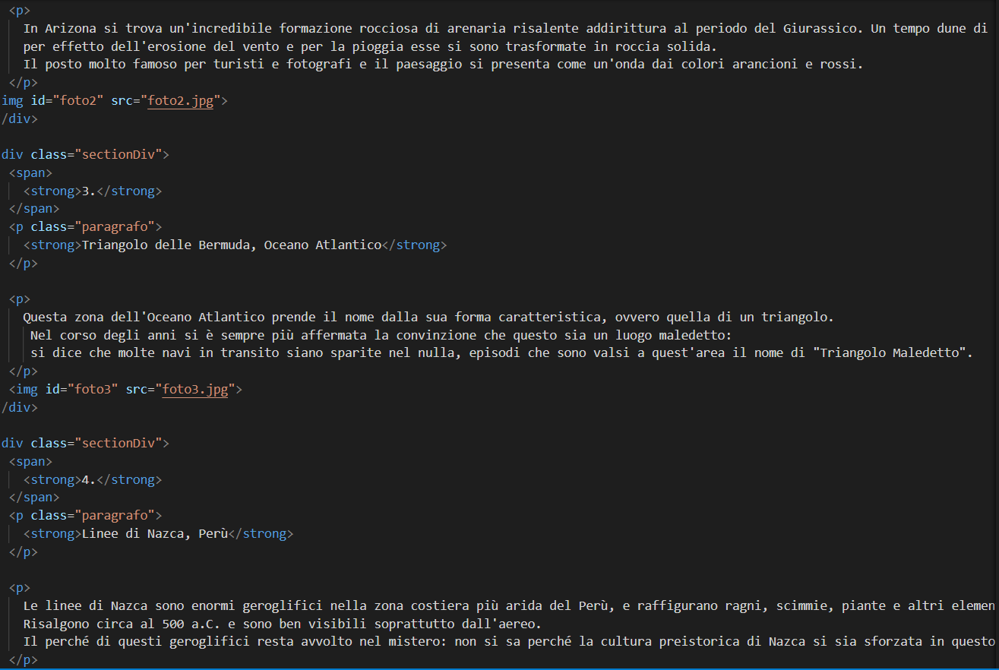 <p>
In Arizona si trova un'incredibile formazione rocciosa di arenaria risalente addirittura al periodo del Giurassico. Un tempo dune di
per effetto dell'erosione del vento e per la pioggia esse si sono trasformate in roccia solida.
Il posto molto famoso per turisti e fotografi e il paesaggio si presenta come un'onda dai colori arancioni e rossi.
</p>
img id="foto2" src="foto2.jpg">
/div>
div class="sectionDiv">
<span>
<strong>3.</strong>
</span>
<p class="paragrafo">
<strong>Triangolo delle Bermuda, Oceano Atlantico</strong>
</p>
<p>
Questa zona dell'Oceano Atlantico prende il nome dalla sua forma caratteristica, ovvero quella di un triangolo.
Nel corso degli anni si è sempre più affermata la convinzione che questo sia un luogo maledetto:
si dice che molte navi in transito siano sparite nel nulla, episodi che sono valsi a quest'area il nome di "Triangolo Maledetto".
</p>
<img id="foto3" src="foto3.jpg">
/div>
div class="sectionDiv">
<span>
<strong>4.</strong>
</span>
<p class="paragrafo">
<strong>Linee di Nazca, Perù</strong>
</p>
<p>
Le linee di Nazca sono enormi geroglifici nella zona costiera più arida del Perù, e raffigurano ragni, scimmie, piante e altri elemen
Risalgono circa al 500 a.C. e sono ben visibili soprattutto dall'aereo.
Il perché di questi geroglifici resta avvolto nel mistero: non si sa perché la cultura preistorica di Nazca si sia sforzata in questo
</p>